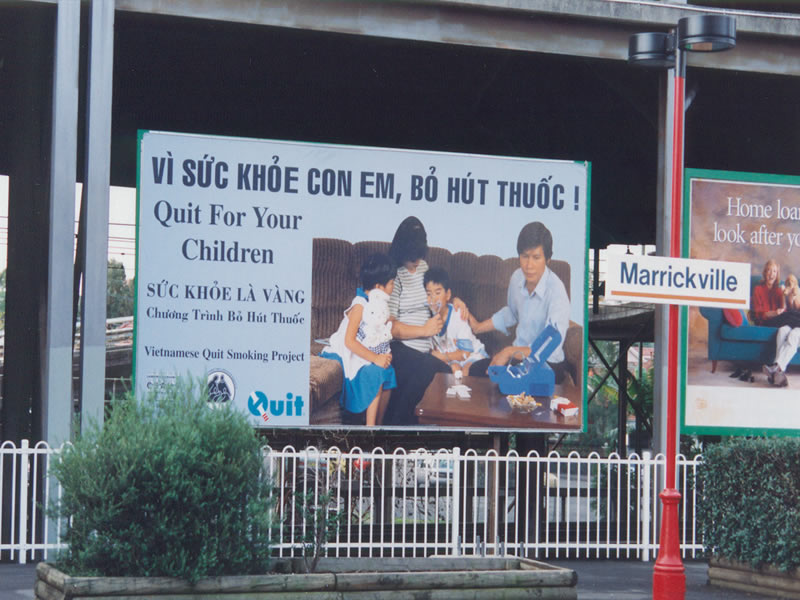 VÌ SỨC KHỎE CON EM, BỎ HÚT THUỐC !
Quit For Your
Children
SỨC KHỎE LÀ VÀNG
Chương Trình Bỏ Hút Thuốc
Vietnamese Quit Smoking Project
Quit
Marrickville
Home loa
look after yo